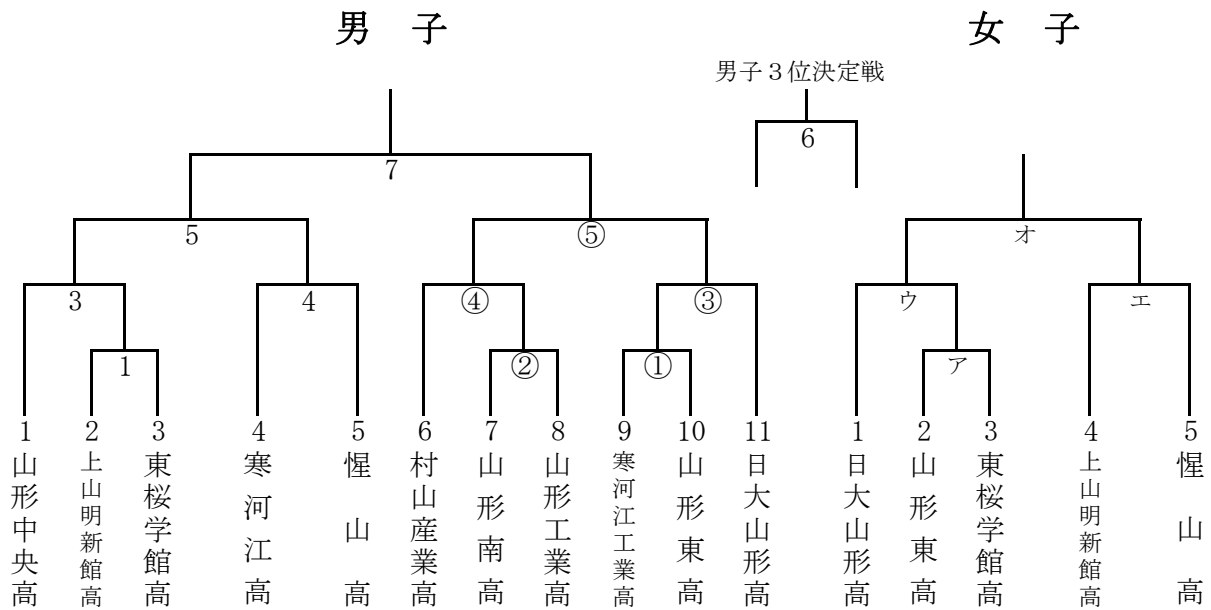 男子
女子
男子３位決定戦
6
7
5
⑤
オ
3
4
④
③
ウ
エ
1
②
①
ア
1 2 3 4 5 6 7 8 9 10 11
1 2 3 4 5
山形中央高
上山明新館高
東桜学館高
寒河江高
惺山高
村山産業高
山形南高
山形工業高
寒河江工業高
山形東高
日大山形高
日大山形高
山形東高
東桜学館高
上山明新館高
惺山高